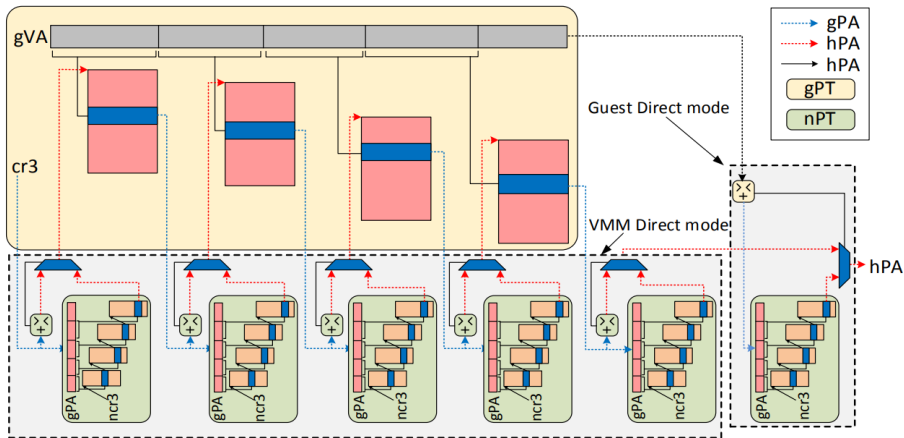 gVA
gPA
hPA
hPA
gPT
nPT
Guest Direct mode
cr3
VMM Direct mode
hPA
gPA ncr3
gPA ncr3
gPA ncr3
gPA ncr3
gPA ncr3
gPA ncr3